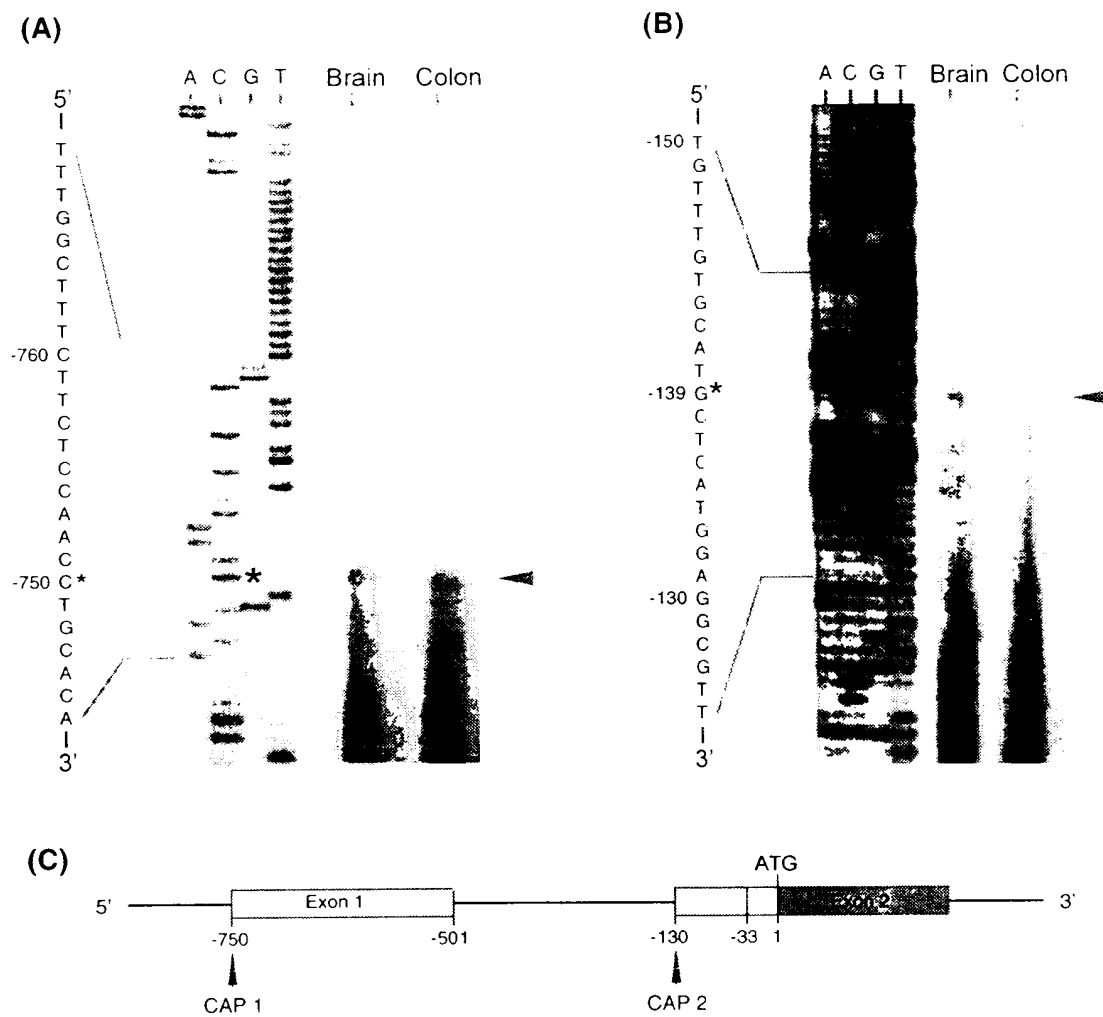 (A)
A C G T Brain Colon
5'
T T T G G C T T T C T T C T C C A A C C* T G C A C A
3'
-760
-750
*
(B)
A C G T Brain Colon
5'
T G T T T G T G C A T G* C T C A T G G A G G C G T T
3'
-150
-139
-130
(C)
ATG
5' Exon 1 Exon 2 3'
-750 -501 -130 -33 1
CAP 1 CAP 2